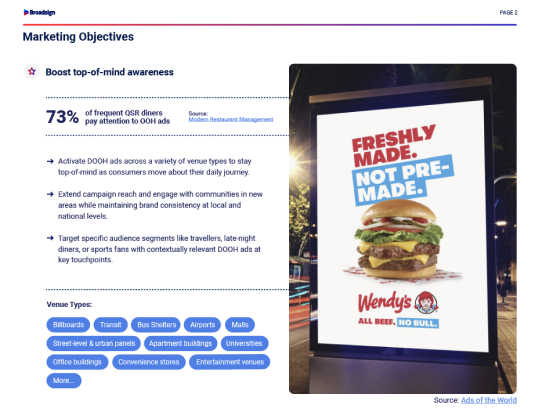 Broadsign
PAGE 2
Marketing Objectives
Boost top-of-mind awareness
73%
of frequent QSR diners
pay attention to OOH ads
Source:
Modern Restaurant Management
➔ Activate DOOH ads across a variety of venue types to stay
top-of-mind as consumers move about their daily journey.
➔ Extend campaign reach and engage with communities in new
areas while maintaining brand consistency at local and
national levels.
➔ Target specific audience segments like travellers, late-night
diners, or sports fans with contextually relevant DOOH ads at
key touchpoints.
Venue Types:
Billboards Transit Bus Shelters Airports Malls
Street-level & urban panels Apartment buildings Universities
Office buildings Convenience stores Entertainment venues
More...
FRESHLY
MADE.
NOT PRE-
MADE.
Wendy's
ALL BEEF. NO BULL.
Source: Ads of the World